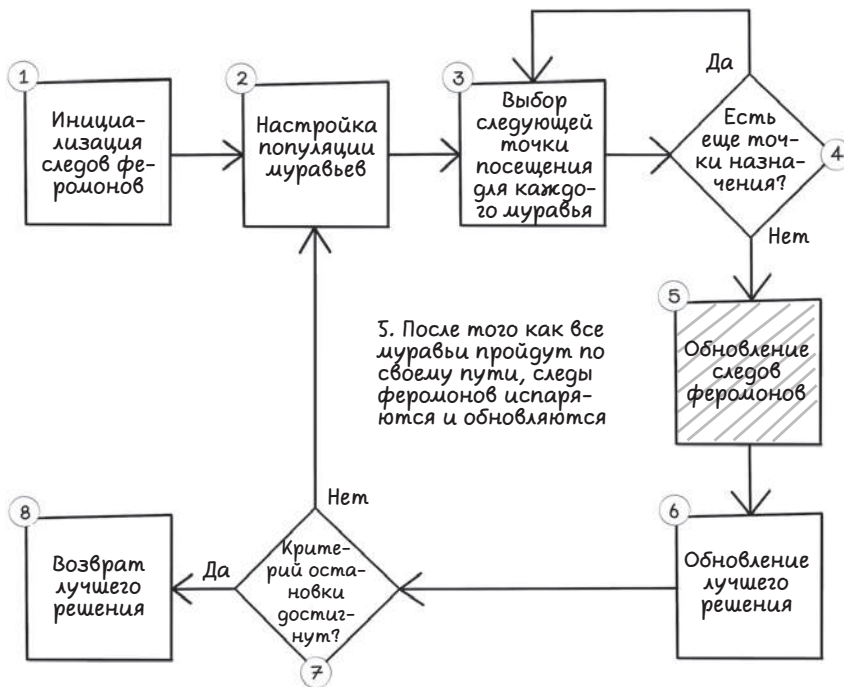 1
Инициа-
лизация
следов фе-
ромонов
2
Настройка
популяции
муравьев
3
Выбор
следующей
точки
посещения
для каждо-
го муравья
Да
Есть
еще точ-
ки назна-
чения?
4
Нет
5
Обновление
следов
феромонов
5. После того как все
муравьи пройдут по
своему пути, следы
феромонов испаря-
ются и обновляются
6
Обновление
лучшего
решения
Нет
Крите-
рий оста-
новки
достиг-
нут?
7
Да
8
Возврат
лучшего
решения